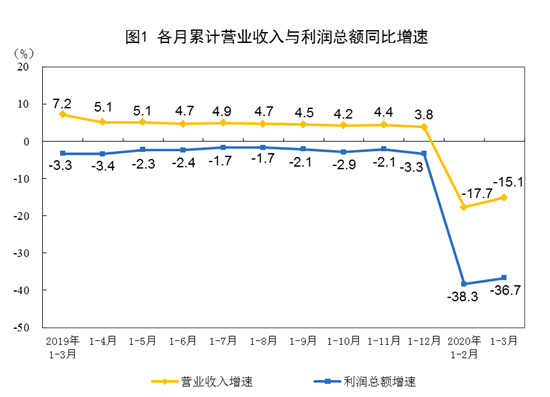 图1 各月累计营业收入与利润总额同比增速
(%)
20
10
0
-10
-20
-30
-40
-50
7.2 5.1 5.1 4.7 4.9 4.7 4.5 4.2 4.4 3.8 -17.7 -15.1
-3.3 -3.4 -2.3 -2.4 -1.7 -1.7 -2.1 -2.9 -2.1 -3.3 -38.3 -36.7
2019年 1-4月 1-5月 1-6月 1-7月 1-8月 1-9月 1-10月 1-11月 1-12月 2020年 1-3月
1-3月 1-2月
营业收入增速 利润总额增速